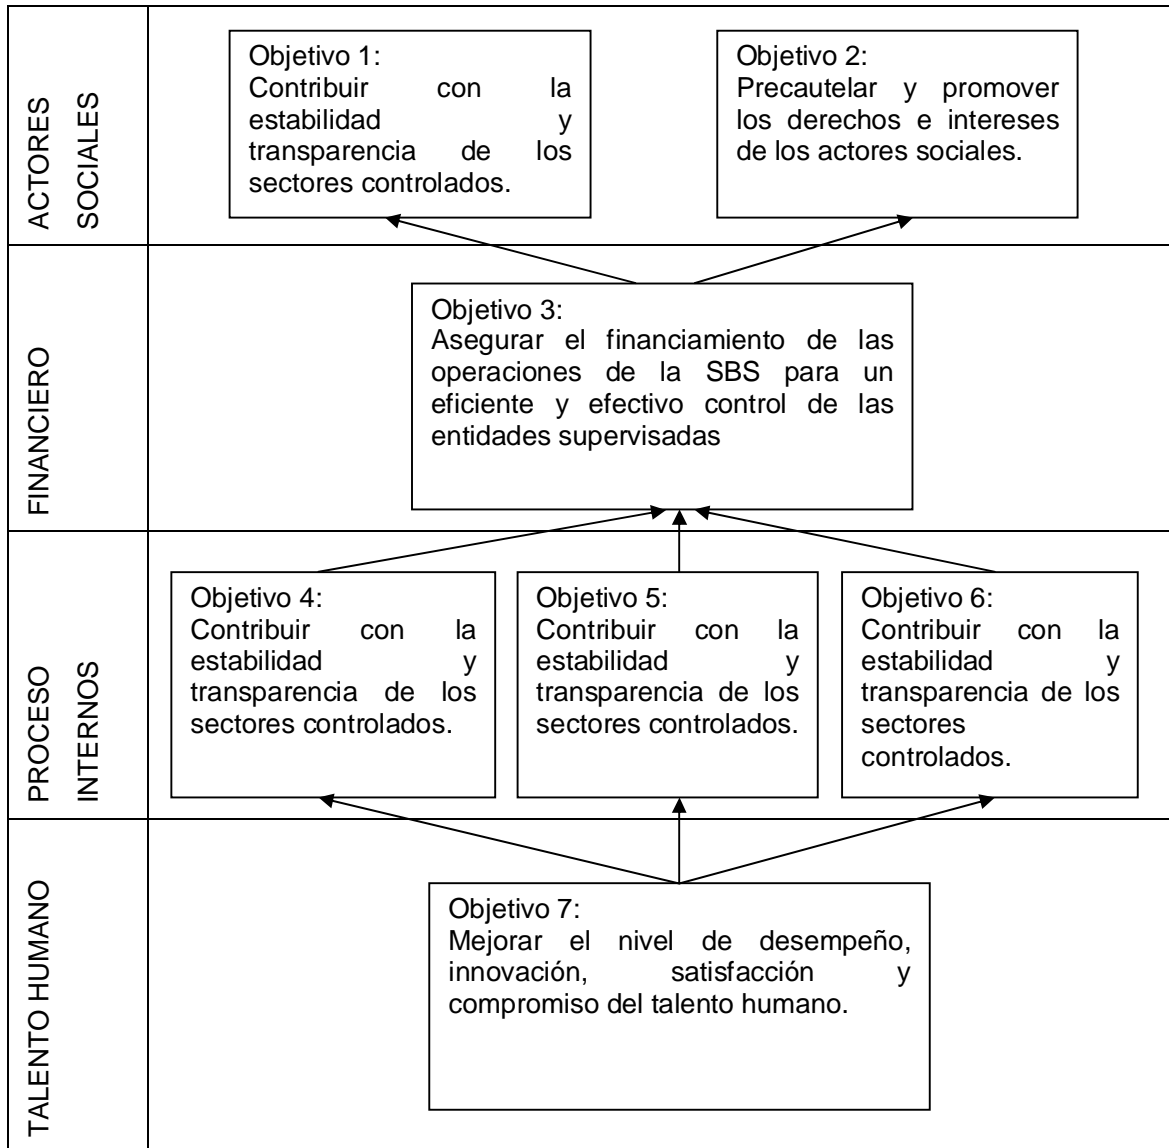 ACTORES
SOCIALES
Objetivo 1:
Contribuir con la
estabilidad y
transparencia de los
sectores controlados.
Objetivo 2:
Precautelar y promover
los derechos e intereses
de los actores sociales.
FINANCIERO
Objetivo 3:
Asegurar el financiamiento de las
operaciones de la SBS para un
eficiente y efectivo control de las
entidades supervisadas
PROCESO
INTERNOS
Objetivo 4:
Contribuir con la
estabilidad y
transparencia de los
sectores controlados.
Objetivo 5:
Contribuir con la
estabilidad y
transparencia de los
sectores controlados.
Objetivo 6:
Contribuir con la
estabilidad y
transparencia de los
sectores
controlados.
TALENTO HUMANO
Objetivo 7:
Mejorar el nivel de desempeño,
innovación, satisfacción y
compromiso del talento humano.